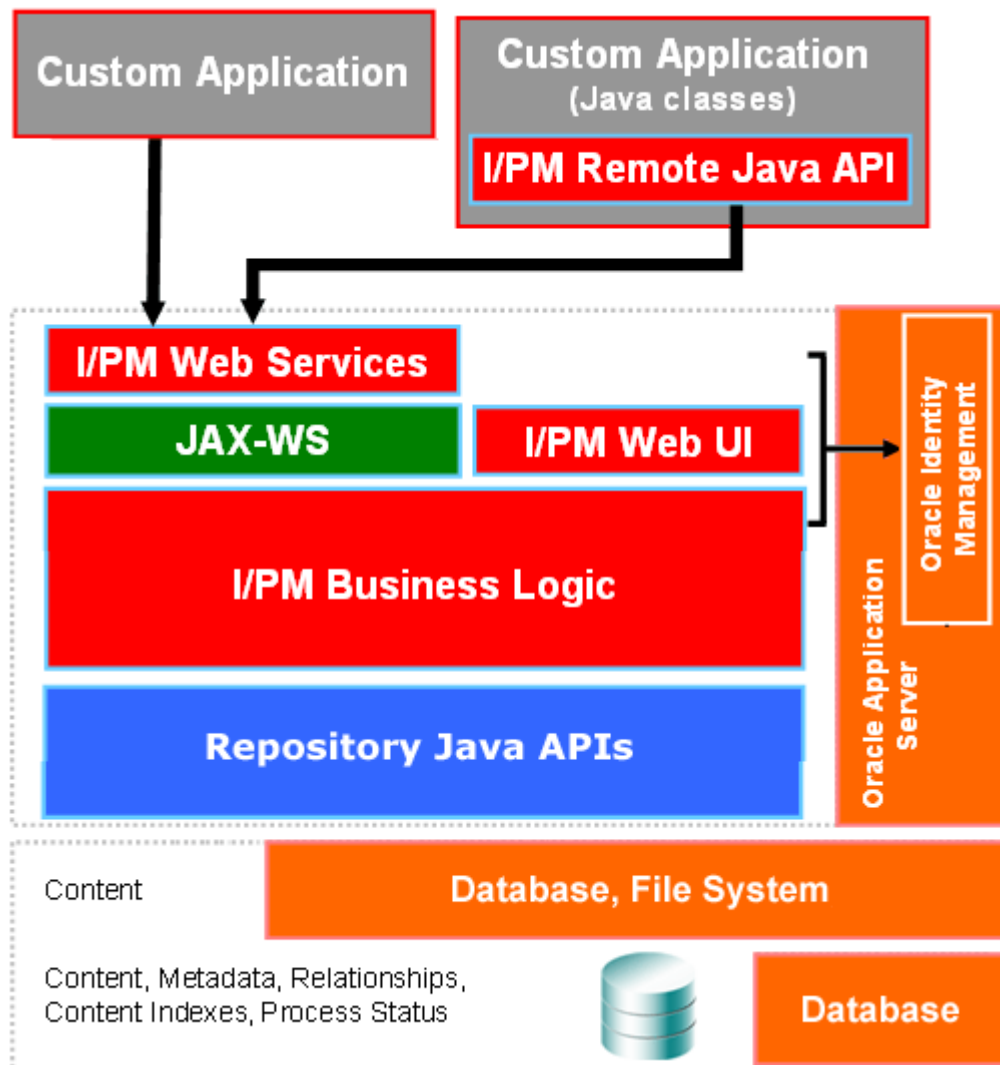 Custom Application
Custom Application
(Java classes)
I/PM Remote Java API
I/PM Web Services
JAX-WS
I/PM Web UI
I/PM Business Logic
Repository Java APIs
Oracle Identity
Management
Oracle Application
Server
Content
Database, File System
Content, Metadata, Relationships,
Content Indexes, Process Status
Database